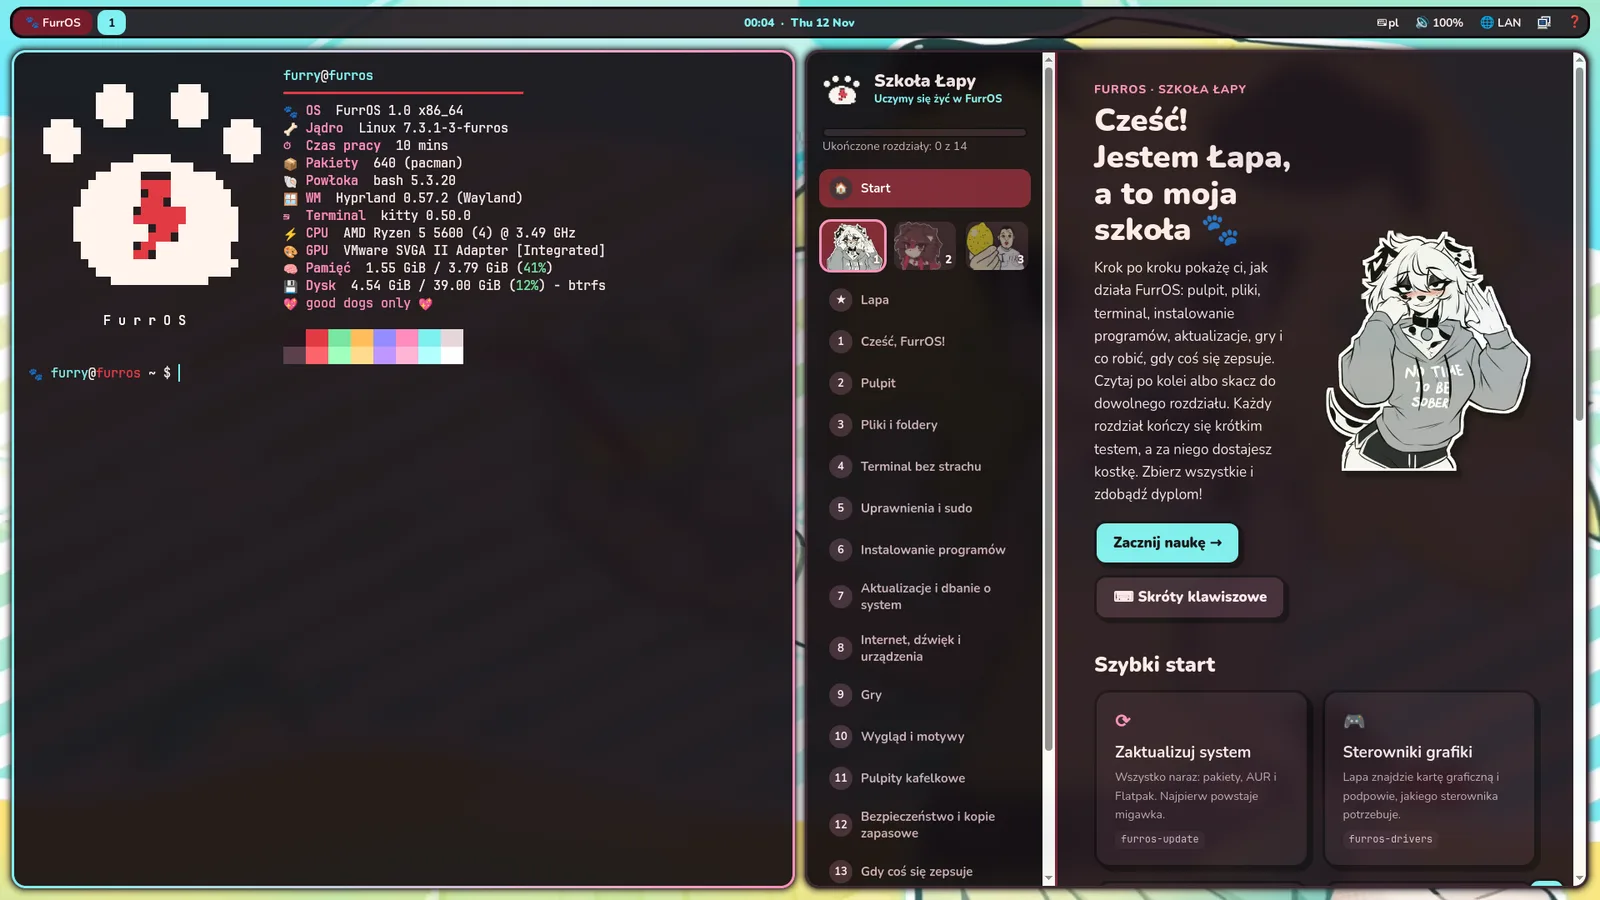 FurrOS
1
00:04 · Thu 12 Nov
pl
100%
LAN
furry@furros
OS FurrOS 1.0 x86_64
Jądro Linux 7.3.1-3-furros
Czas pracy 10 mins
Pakiety 640 (pacman)
Powłoka bash 5.3.20
WM Hyprland 0.57.2 (Wayland)
Terminal kitty 0.50.0
CPU AMD Ryzen 5 5600 (4) @ 3.49 GHz
GPU VMware SVGA II Adapter [Integrated]
Pamięć 1.55 GiB / 3.79 GiB (41%)
Dysk 4.54 GiB / 39.00 GiB (12%) - btrfs
good dogs only
FurrOS
furry@furros ~ $
Szkoła Łapy
Uczymy się żyć w FurrOS
Ukończone rozdziały: 0 z 14
Start
1
2
3
Lapa
1 Cześć, FurrOS!
2 Pulpit
3 Pliki i foldery
4 Terminal bez strachu
5 Uprawnienia i sudo
6 Instalowanie programów
7 Aktualizacje i dbanie o
system
8 Internet, dźwięk i
urządzenia
9 Gry
10 Wygląd i motywy
11 Pulpity kafelkowe
12 Bezpieczeństwo i kopie
zapasowe
13 Gdy coś się zepsuje
FURROS · SZKOŁA ŁAPY
Cześć!
Jestem Łapa,
a to moja
szkoła
Krok po kroku pokażę ci, jak
działa FurrOS: pulpit, pliki,
terminal, instalowanie
programów, aktualizacje, gry i
co robić, gdy coś się zepsuje.
Czytaj po kolei albo skacz do
dowolnego rozdziału. Każdy
rozdział kończy się krótkim
testem, a za niego dostajesz
kostkę. Zbierz wszystkie i
zdobądź dyplom!
NO TIME
TO BE
SOBER
Zacznij naukę →
Skróty klawiszowe
Szybki start
Zaktualizuj system
Wszystko naraz: pakiety, AUR i
Flatpak. Najpierw powstaje
migawka.
furros-update
Sterowniki grafiki
Lapa znajdzie kartę graficzną i
podpowie, jakiego sterownika
potrzebuje.
furros-drivers